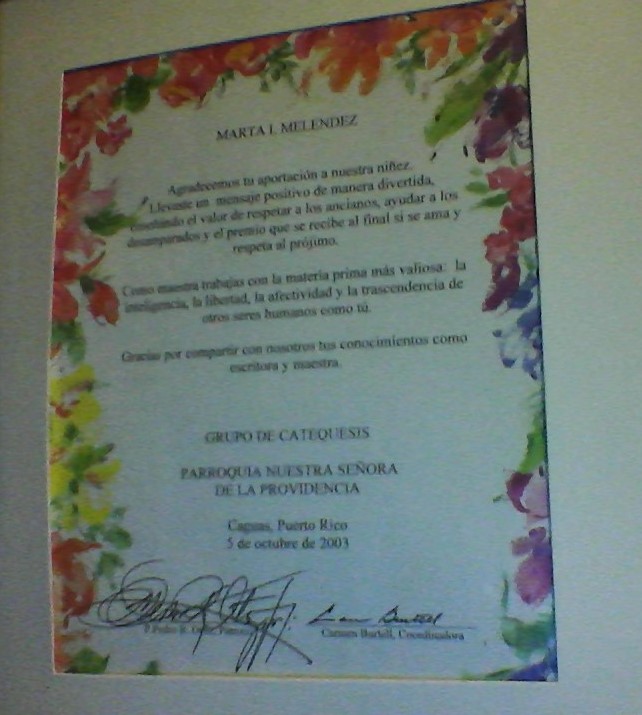 MARTA I. MELENDEZ
Agradecemos tu aportación a nuestra niñez.
Llevaste un mensaje positivo de manera divertida,
enseñando el valor de respetar a los ancianos, ayudar a los
desamparados y el premio que se recibe al final si se ama y
respeta al prójimo.
Como maestra trabajas con la materia prima más valiosa: la
inteligencia, la libertad, la afectividad y la trascendencia de
otros seres humanos como tú.
Gracias por compartir con nosotros tus conocimientos como
escritora y maestra.
GRUPO DE CATEQUESIS
PARROQUIA NUESTRA SEÑORA
DE LA PROVIDENCIA
Caguas, Puerto Rico
5 de octubre de 2003
P. Pedro R.
Carmen Burtell, Coordinadora